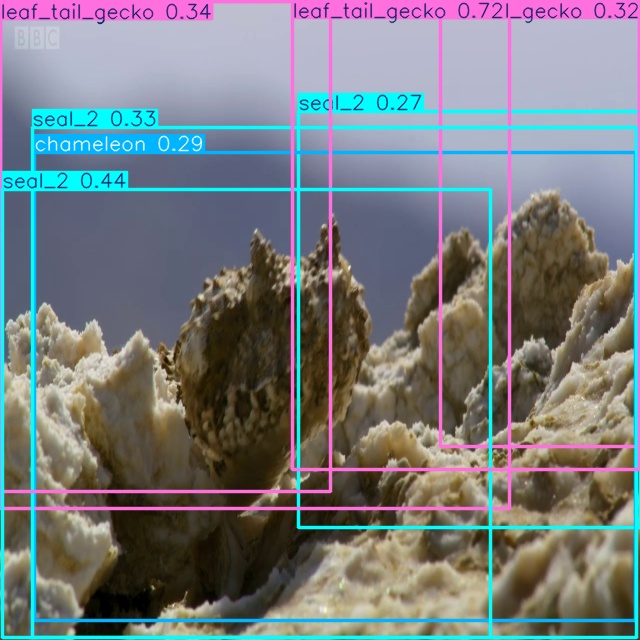 leaf_tail_gecko 0.34
leaf_tail_gecko 0.72
l_gecko 0.32
BBC
seal_2 0.27
seal_2 0.33
chameleon 0.29
seal_2 0.44